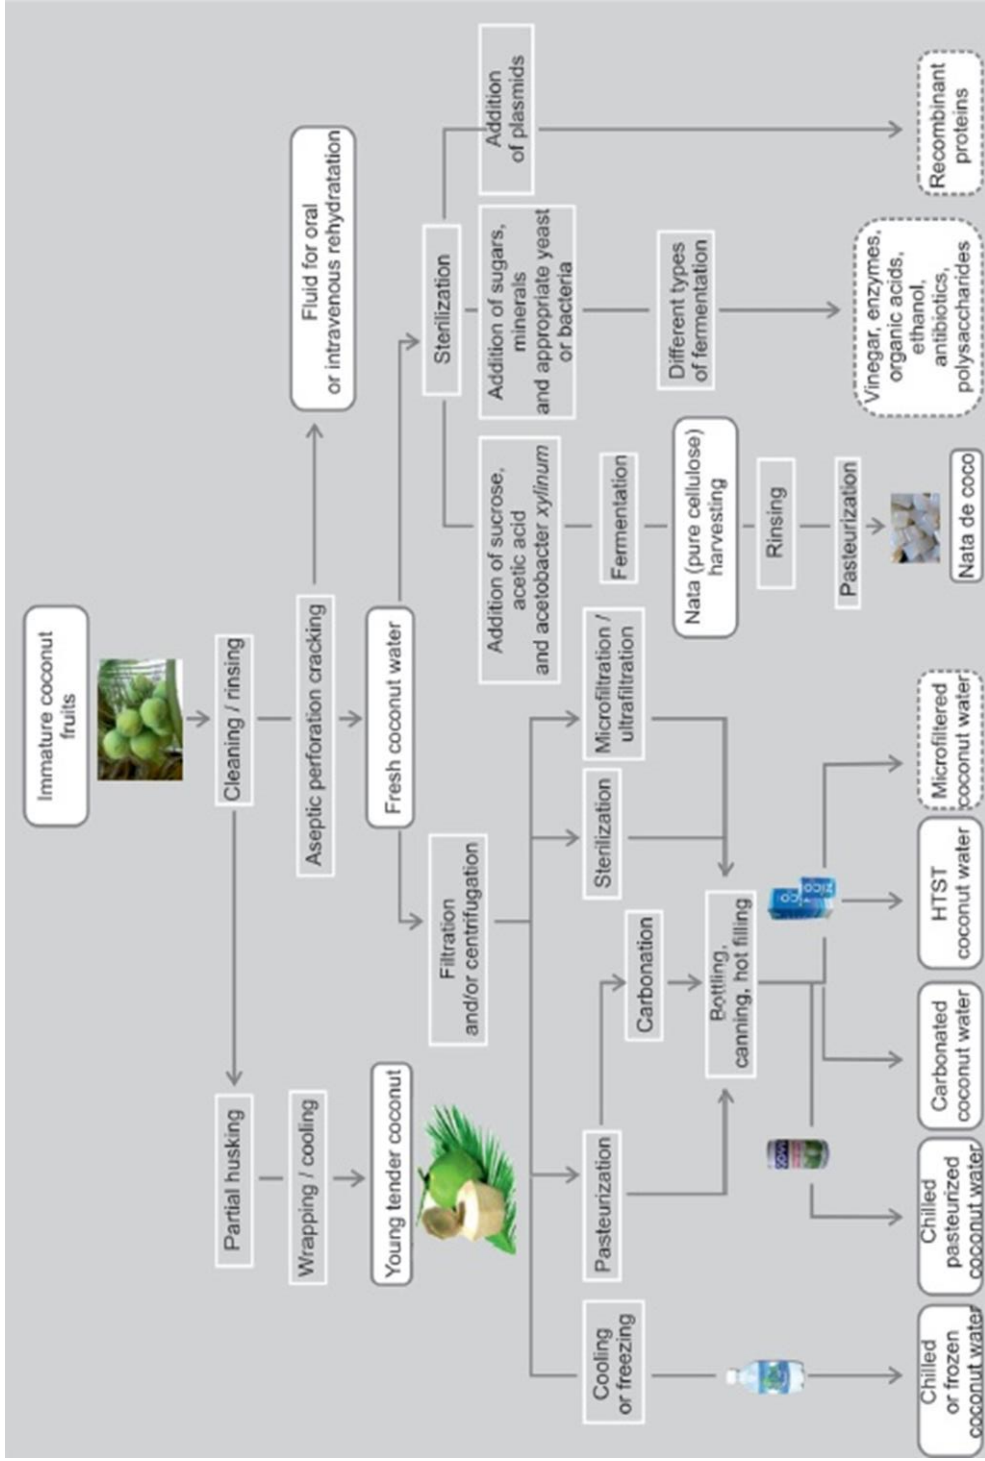 Immature coconut
fruits
Cleaning / rinsing
Partial husking
Wrapping / cooling
Young tender coconut
Aseptic perforation cracking
Fluid for oral
or intravenous rehydratation
Fresh coconut water
Filtration
and/or centrifugation
Cooling
or freezing
Pasteurization
Carbonation
Sterilization
Microfiltration /
ultrafiltration
Bottling,
canning, hot filling
GOYA
zico
zico
Chilled
or frozen
coconut water
Chilled
pasteurized
coconut water
Carbonated
coconut water
HTST
coconut water
Microfiltered
coconut water
Sterilization
Addition of sucrose,
acetic acid
and acetobacter xylinum
Fermentation
Nata (pure cellulose)
harvesting
Rinsing
Pasteurization
Nata de coco
Addition of sugars,
minerals
and appropriate yeast
or bacteria
Different types
of fermentation
Vinegar, enzymes,
organic acids,
ethanol,
antibiotics,
polysaccharides
Addition
of plasmids
Recombinant
proteins